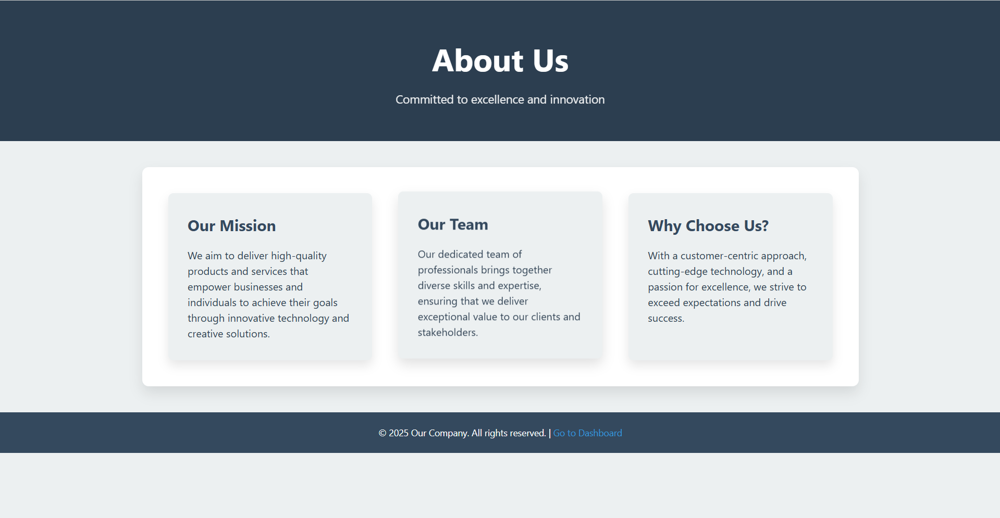 About Us
Committed to excellence and innovation
Our Mission
We aim to deliver high-quality
products and services that
empower businesses and
individuals to achieve their goals
through innovative technology and
creative solutions.
Our Team
Our dedicated team of
professionals brings together
diverse skills and expertise,
ensuring that we deliver
exceptional value to our clients and
stakeholders.
Why Choose Us?
With a customer-centric approach,
cutting-edge technology, and a
passion for excellence, we strive to
exceed expectations and drive
success.
© 2025 Our Company. All rights reserved. | Go to Dashboard